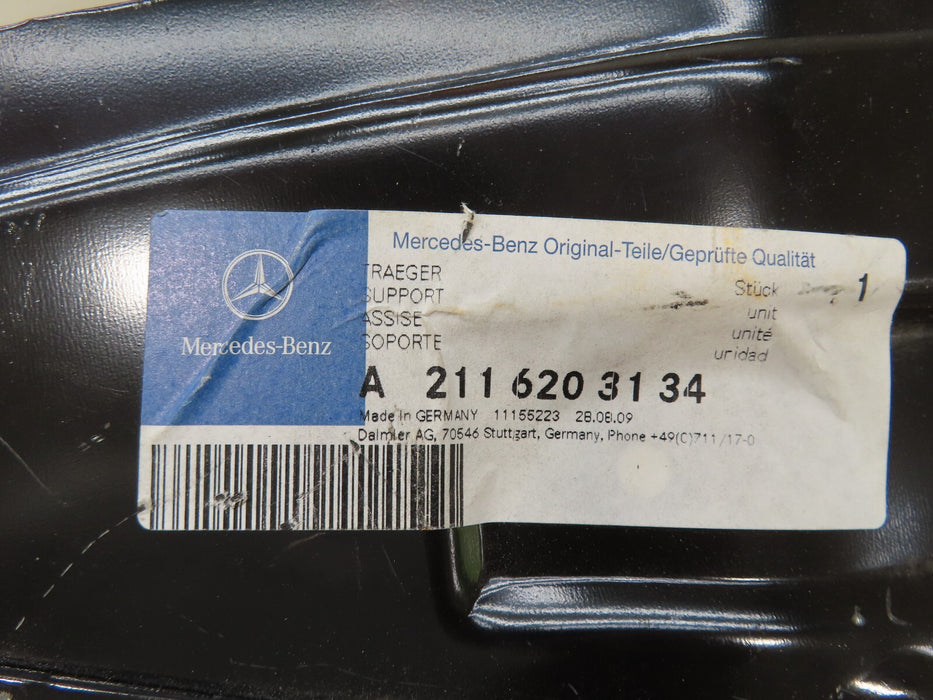 Mercedes-Benz Original-Teile/Geprüfte Qualität
TRAEGER
SUPPORT
ASSISE
SOPORTE
Stück 1
unit
unité
unidad
Mercedes-Benz
A 211 620 31 34
Made in GERMANY 11155223 28.08.09
Daimler AG, 70546 Stuttgart, Germany, Phone +49(0)711/17-0